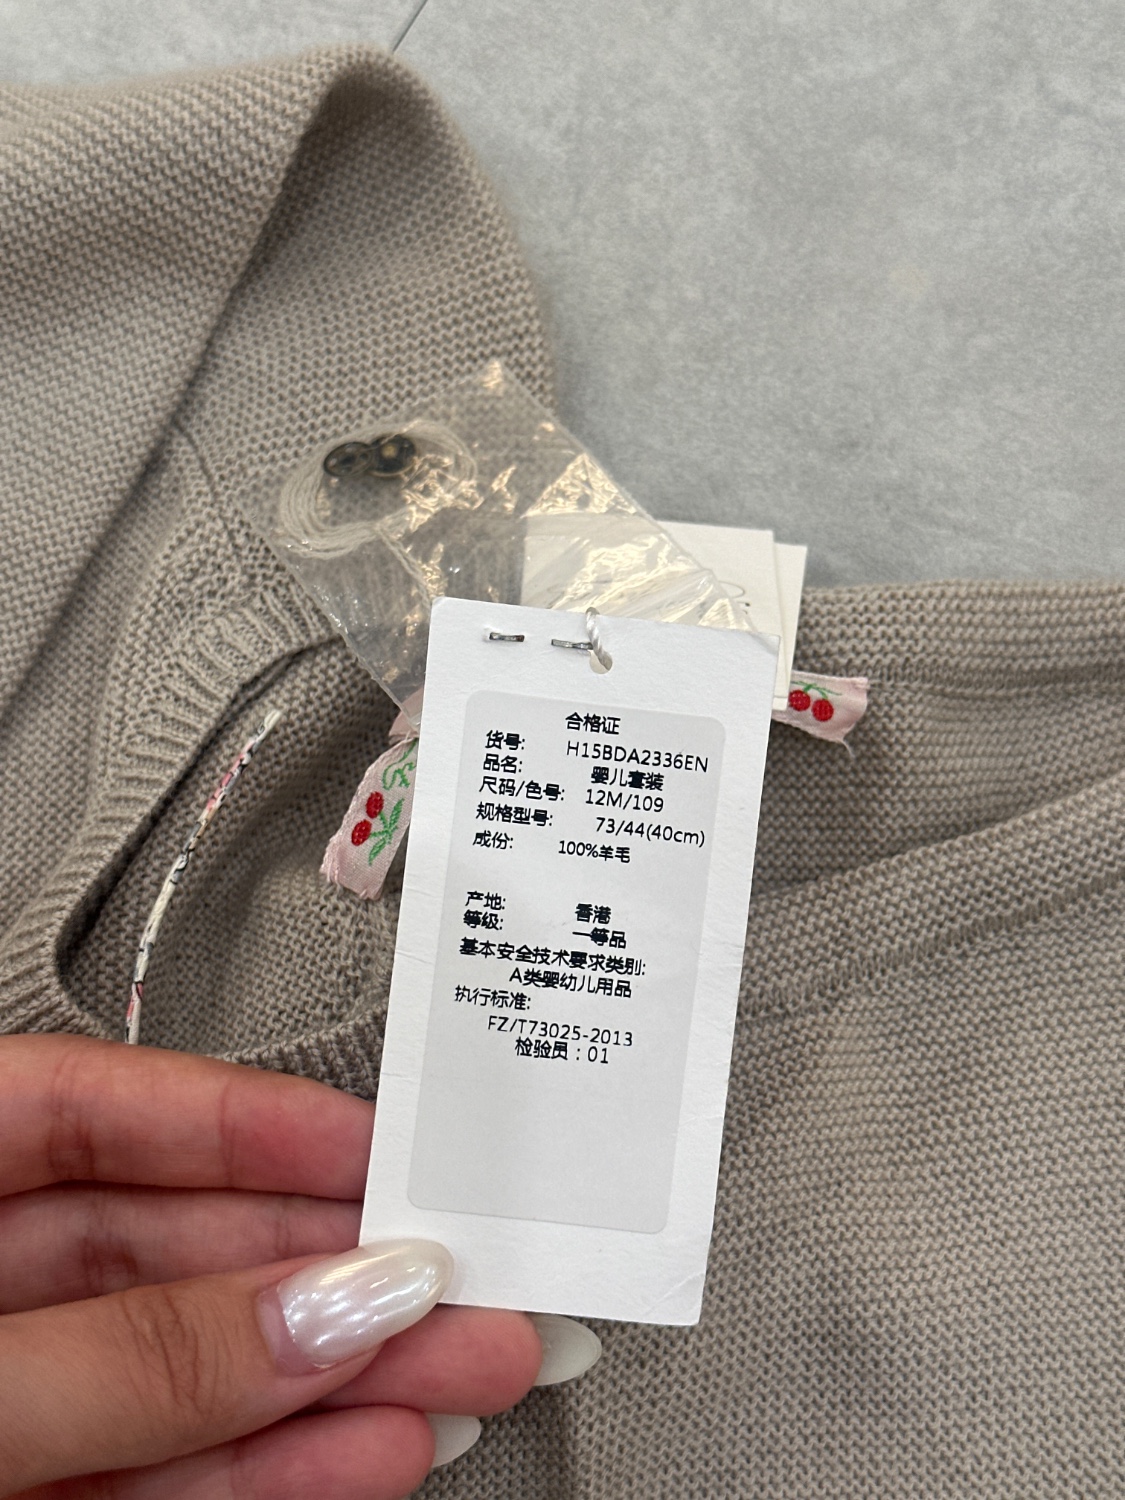 合格证
货号: H15BDA2336EN
品名: 婴儿套装
尺码/色号: 12M/109
规格型号: 73/44(40cm)
成份: 100%羊毛
产地: 香港
等级: 一等品
基本安全技术要求类别:
A类婴幼儿用品
执行标准:
FZ/T73025-2013
检验员：01